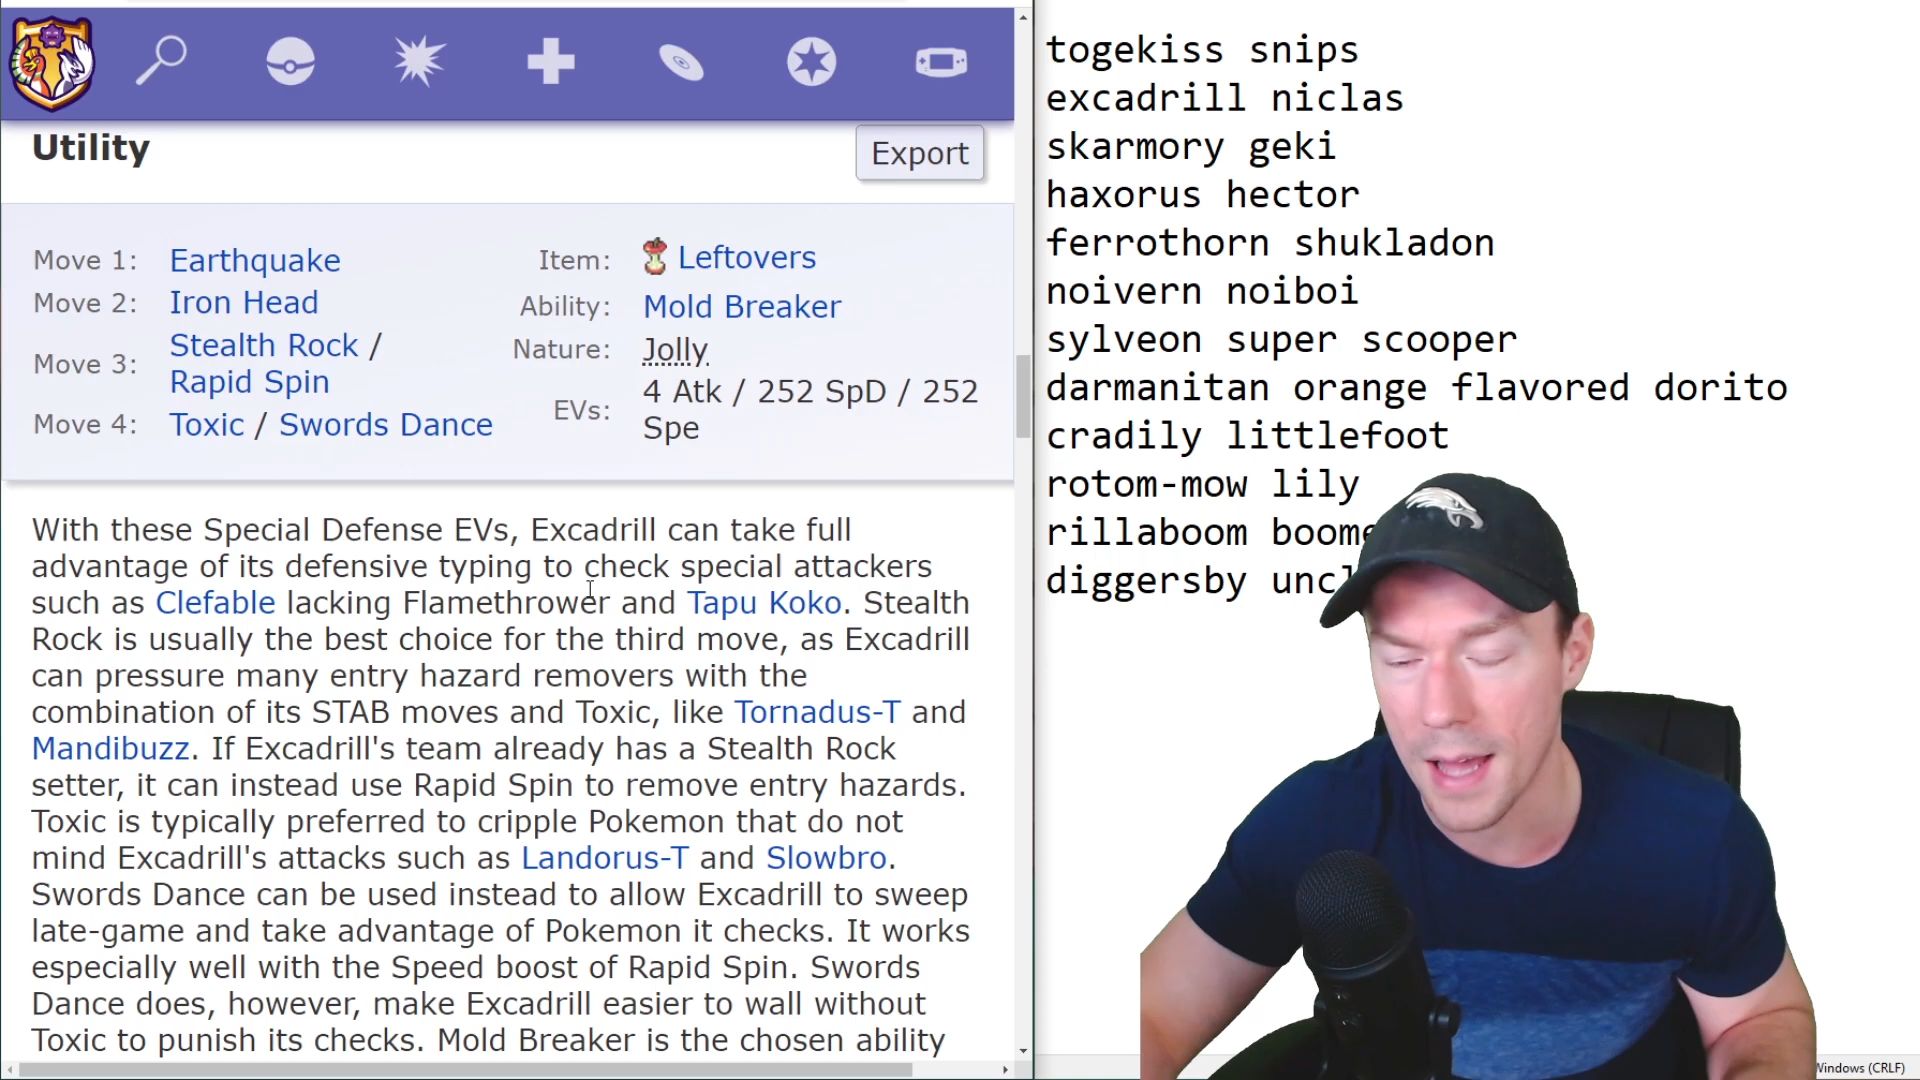 Utility
Export
Move 1: Earthquake
Move 2: Iron Head
Move 3: Stealth Rock /
Rapid Spin
Move 4: Toxic / Swords Dance
Item: Leftovers
Ability: Mold Breaker
Nature: Jolly
EVs: 4 Atk / 252 SpD / 252
Spe
With these Special Defense EVs, Excadrill can take full
advantage of its defensive typing to check special attackers
such as Clefable lacking Flamethrower and Tapu Koko. Stealth
Rock is usually the best choice for the third move, as Excadrill
can pressure many entry hazard removers with the
combination of its STAB moves and Toxic, like Tornadus-T and
Mandibuzz. If Excadrill's team already has a Stealth Rock
setter, it can instead use Rapid Spin to remove entry hazards.
Toxic is typically preferred to cripple Pokemon that do not
mind Excadrill's attacks such as Landorus-T and Slowbro.
Swords Dance can be used instead to allow Excadrill to sweep
late-game and take advantage of Pokemon it checks. It works
especially well with the Speed boost of Rapid Spin. Swords
Dance does, however, make Excadrill easier to wall without
Toxic to punish its checks. Mold Breaker is the chosen ability
togekiss snips
excadrill niclas
skarmory geki
haxorus hector
ferrothorn shukladon
noivern noiboi
sylveon super scooper
darmanitan orange flavored dorito
cradily littlefoot
rotom-mow lily
rillaboom
diggersby
Windows (CRLF)